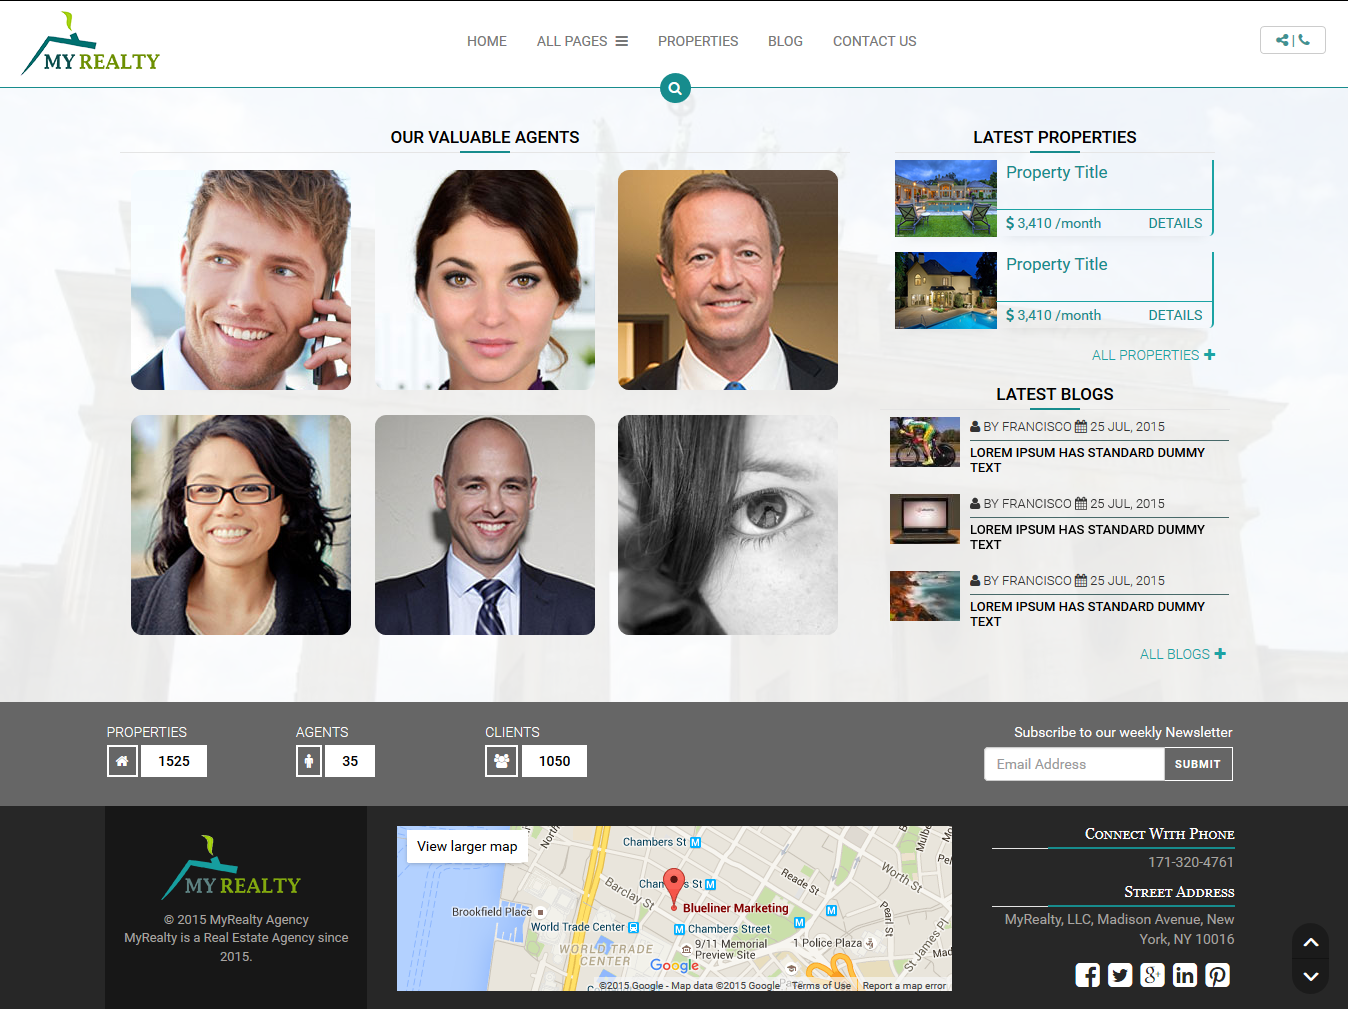 MY REALTY
HOME
ALL PAGES
PROPERTIES
BLOG
CONTACT US
OUR VALUABLE AGENTS
LATEST PROPERTIES
Property Title
$ 3,410 /month
DETAILS
Property Title
$ 3,410 /month
DETAILS
ALL PROPERTIES
LATEST BLOGS
BY FRANCISCO 25 JUL, 2015
LOREM IPSUM HAS STANDARD DUMMY
TEXT
BY FRANCISCO 25 JUL, 2015
LOREM IPSUM HAS STANDARD DUMMY
TEXT
BY FRANCISCO 25 JUL, 2015
LOREM IPSUM HAS STANDARD DUMMY
TEXT
ALL BLOGS
PROPERTIES
1525
AGENTS
35
CLIENTS
1050
Subscribe to our weekly Newsletter
Email Address
SUBMIT
MY REALTY
© 2015 MyRealty Agency
MyRealty is a Real Estate Agency since
2015.
View larger map
Chambers St
Chambers St
Barclay St
Reade St
Worth St
Pearl St
St James Pl
Blueliner Marketing
Brookfield Place
World Trade Center
Chambers Street
WORLD TRADE
CENTER
9/11 Memorial
Preview Site
1 Police Plaza
Google
©2015 Google - Map data ©2015 Google
Terms of Use
Report a map error
Connect With Phone
171-320-4761
Street Address
MyRealty, LLC, Madison Avenue, New
York, NY 10016